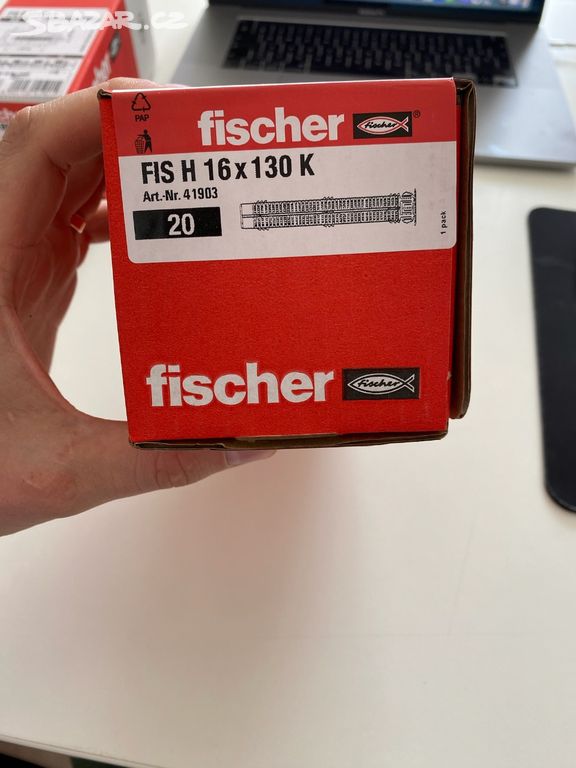 SBAZAR.CZ
PAP
fischer
fischer ®
FIS H 16 x 130 K
Art.-Nr. 41903
20
1 pack
fischer
fischer